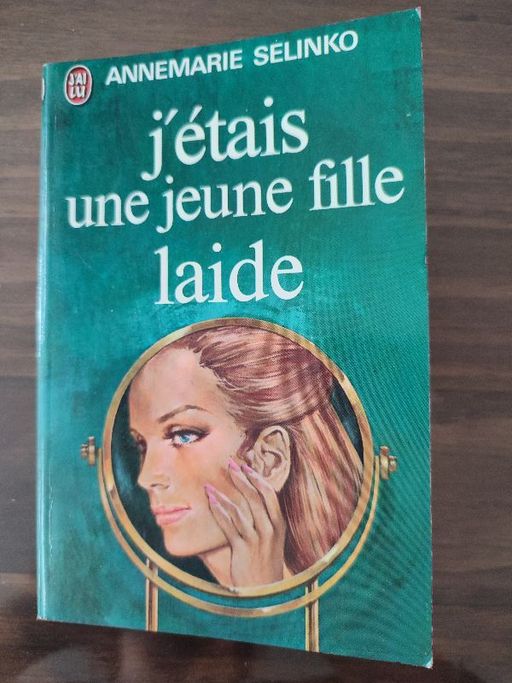 J'AI
LU
ANNEMARIE SELINKO
j'étais
une jeune fille
laide